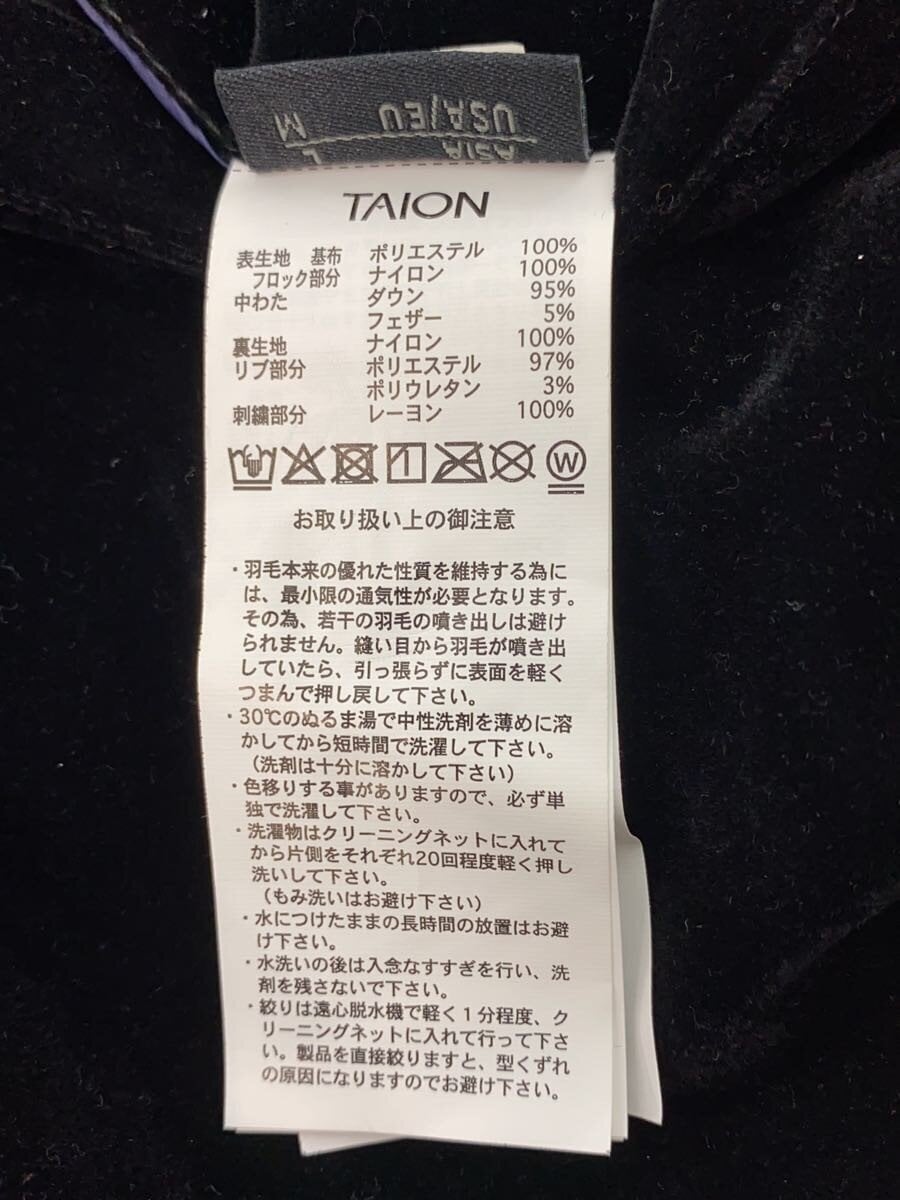 ASIA L
USA/EU M
TAION
表生地 基布 ポリエステル 100%
フロック部分 ナイロン 100%
中わた ダウン 95%
フェザー 5%
裏生地 ナイロン 100%
リブ部分 ポリエステル 97%
ポリウレタン 3%
刺繍部分 レーヨン 100%
W
お取り扱い上の御注意
・羽毛本来の優れた性質を維持する為に
は、最小限の通気性が必要となります。
その為、若干の羽毛の噴き出しは避け
られません。縫い目から羽毛が噴き出
していたら、引っ張らずに表面を軽く
つまんで押し戻して下さい。
・30℃のぬるま湯で中性洗剤を薄めに溶
かしてから短時間で洗濯して下さい。
（洗剤は十分に溶かして下さい）
・色移りする事がありますので、必ず単
独で洗濯して下さい。
・洗濯物はクリーニングネットに入れて
から片側をそれぞれ20回程度軽く押し
洗いして下さい。
（もみ洗いはお避け下さい）
・水につけたままの長時間の放置はお避
け下さい。
・水洗いの後は入念なすすぎを行い、洗
剤を残さないで下さい。
・絞りは遠心脱水機で軽く１分程度、ク
リーニングネットに入れて行って下さ
い。製品を直接絞りますと、型くずれ
の原因になりますのでお避け下さい。